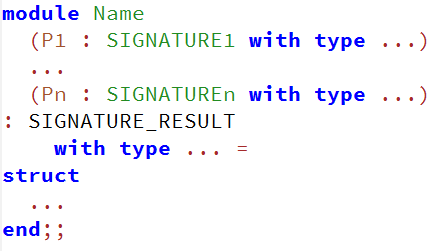 module Name
(P1 : SIGNATURE1 with type ...)
...
(Pn : SIGNATUREn with type ...)
: SIGNATURE_RESULT
with type ... =
struct
...
end;;